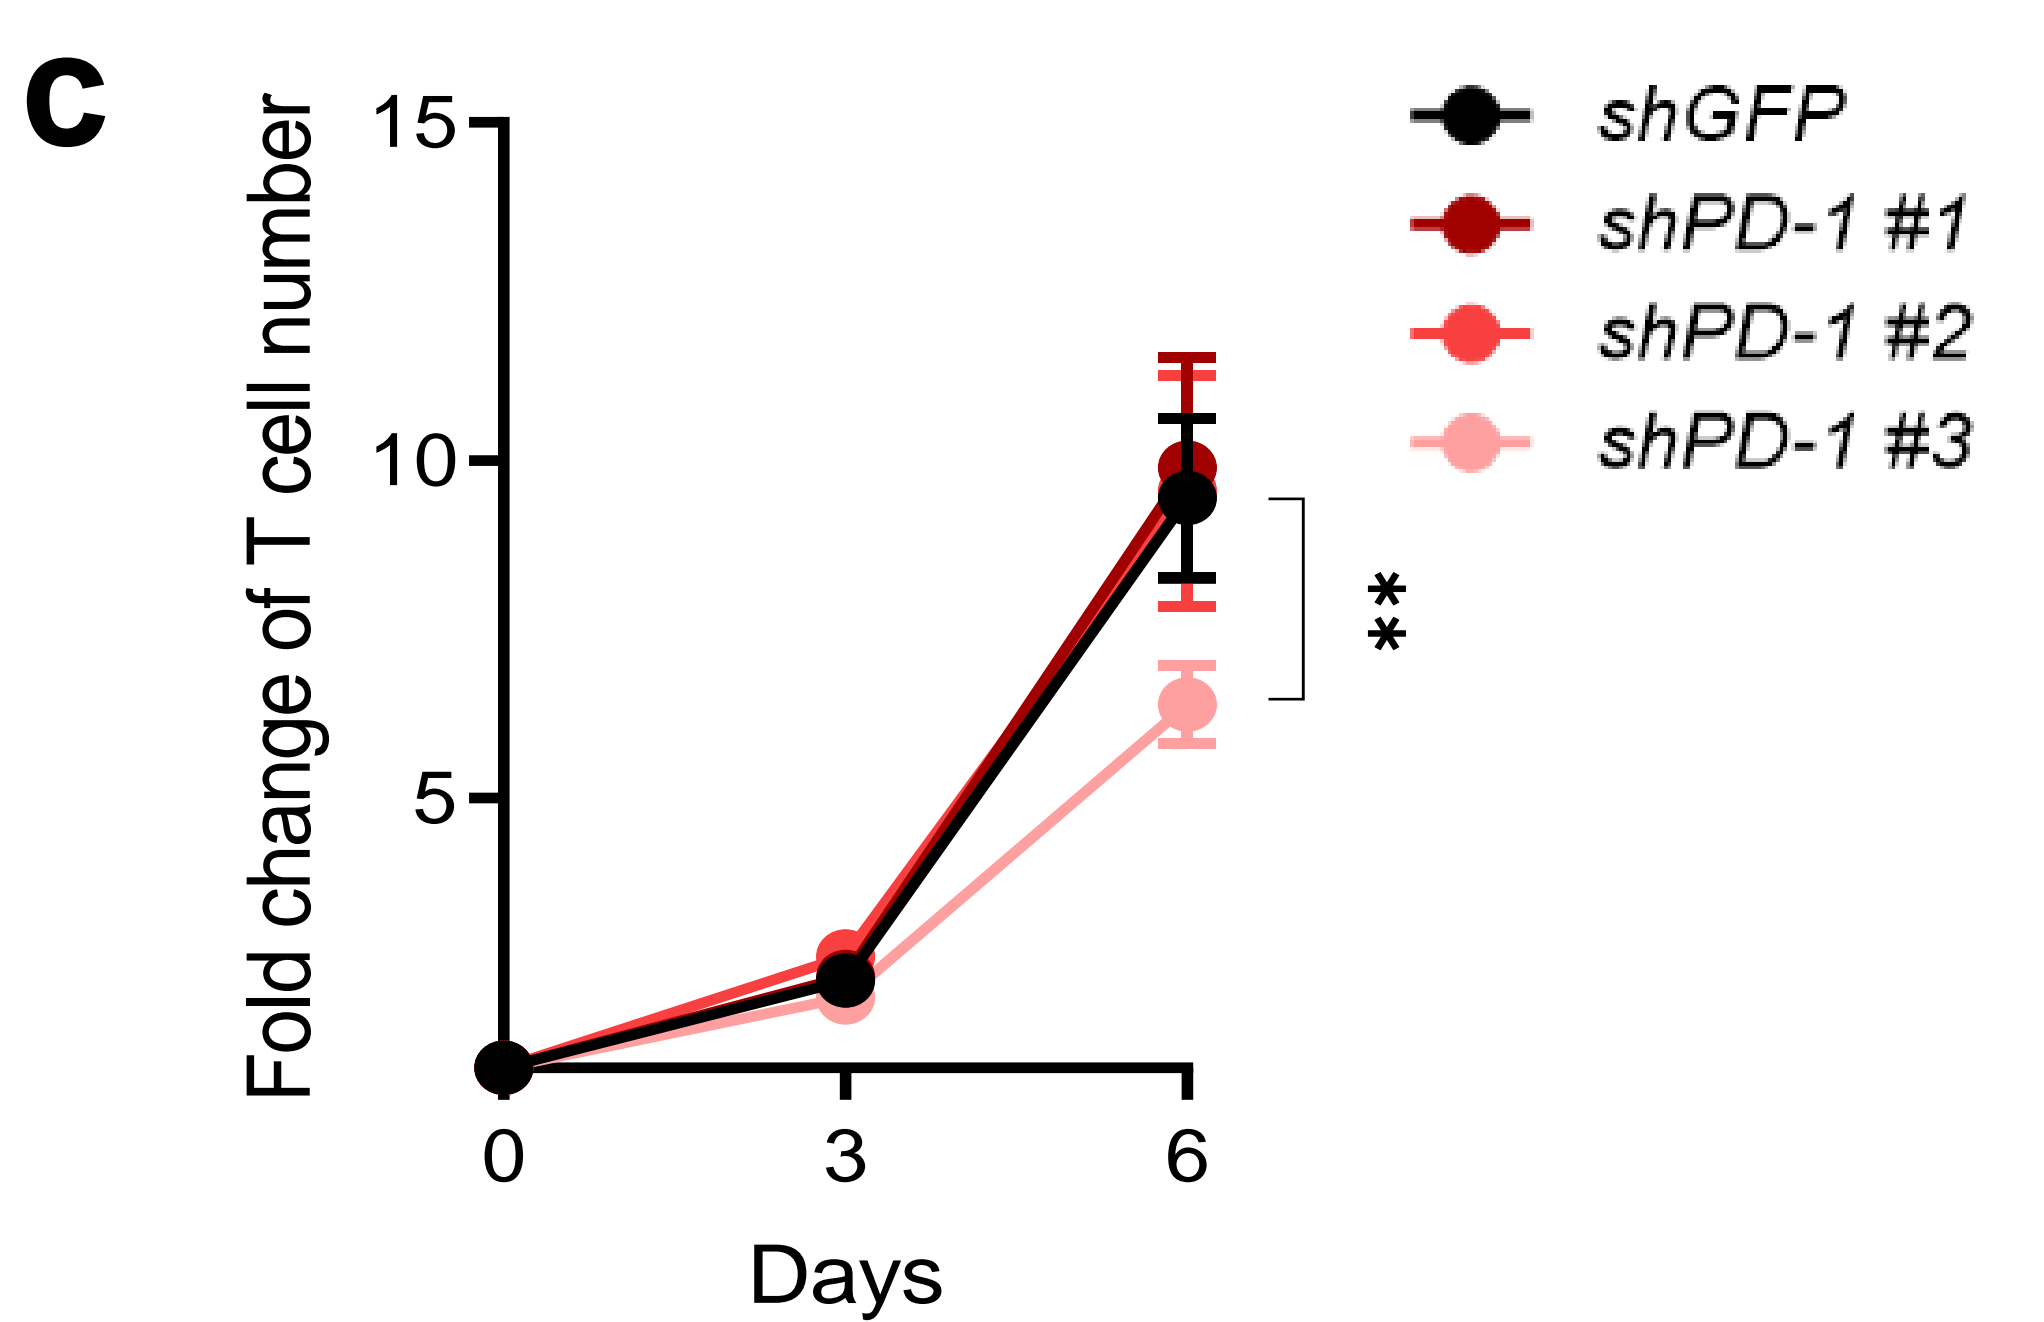 c
Fold change of T cell number
15
10
5
0 3 6
Days
shGFP
shPD-1 #1
shPD-1 #2
shPD-1 #3
**